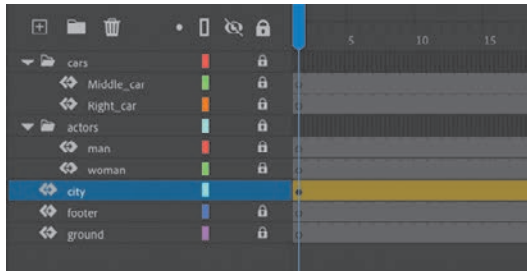 5 10 15
cars
Middle_car
Right_car
actors
man
woman
city
footer
ground